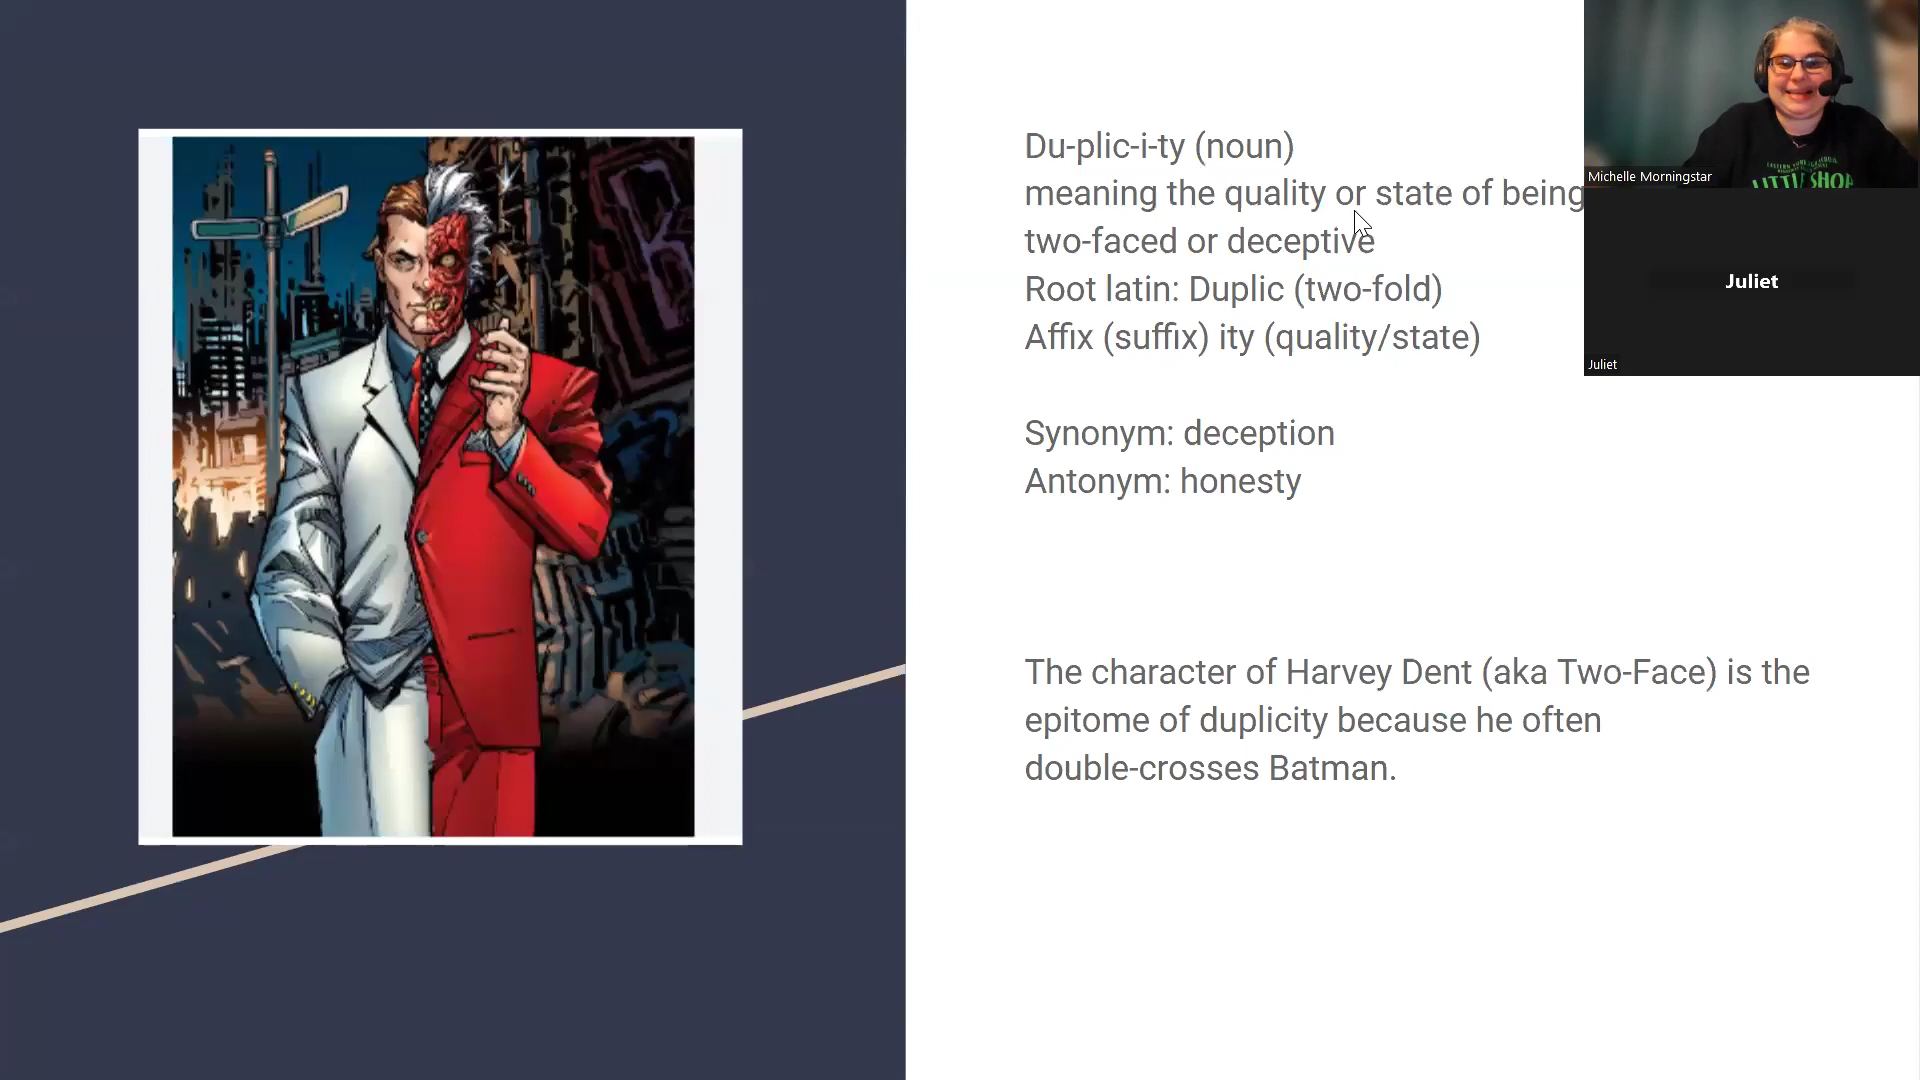 Du-plic-i-ty (noun)
meaning the quality or state of being
two-faced or deceptive
Root latin: Duplic (two-fold)
Affix (suffix) ity (quality/state)
Synonym: deception
Antonym: honesty
The character of Harvey Dent (aka Two-Face) is the
epitome of duplicity because he often
double-crosses Batman.
LITTLE SHOP
Michelle Morningstar
Juliet
Juliet